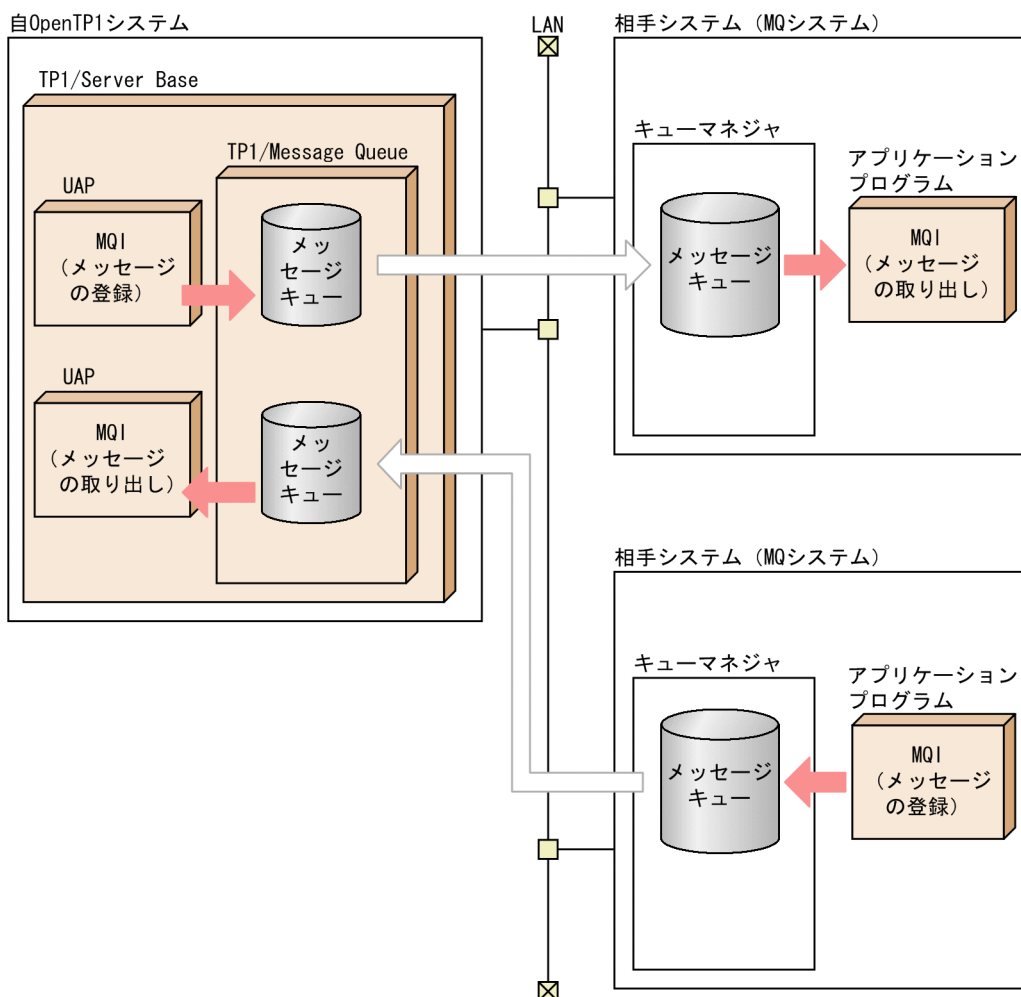 自OpenTP1システム
LAN
相手システム（MQシステム）
TP1/Server Base
TP1/Message Queue
キューマネジャ
アプリケーション
プログラム
UAP
MQI
（メッセージ
の登録）
メッ
セージ
キュー
メッセージ
キュー
MQI
（メッセージ
の取り出し）
UAP
MQI
（メッセージ
の取り出し）
メッ
セージ
キュー
相手システム（MQシステム）
キューマネジャ
アプリケーション
プログラム
メッセージ
キュー
MQI
（メッセージ
の登録）